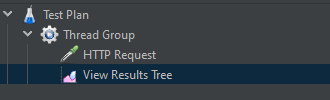 Test Plan
Thread Group
HTTP Request
View Results Tree